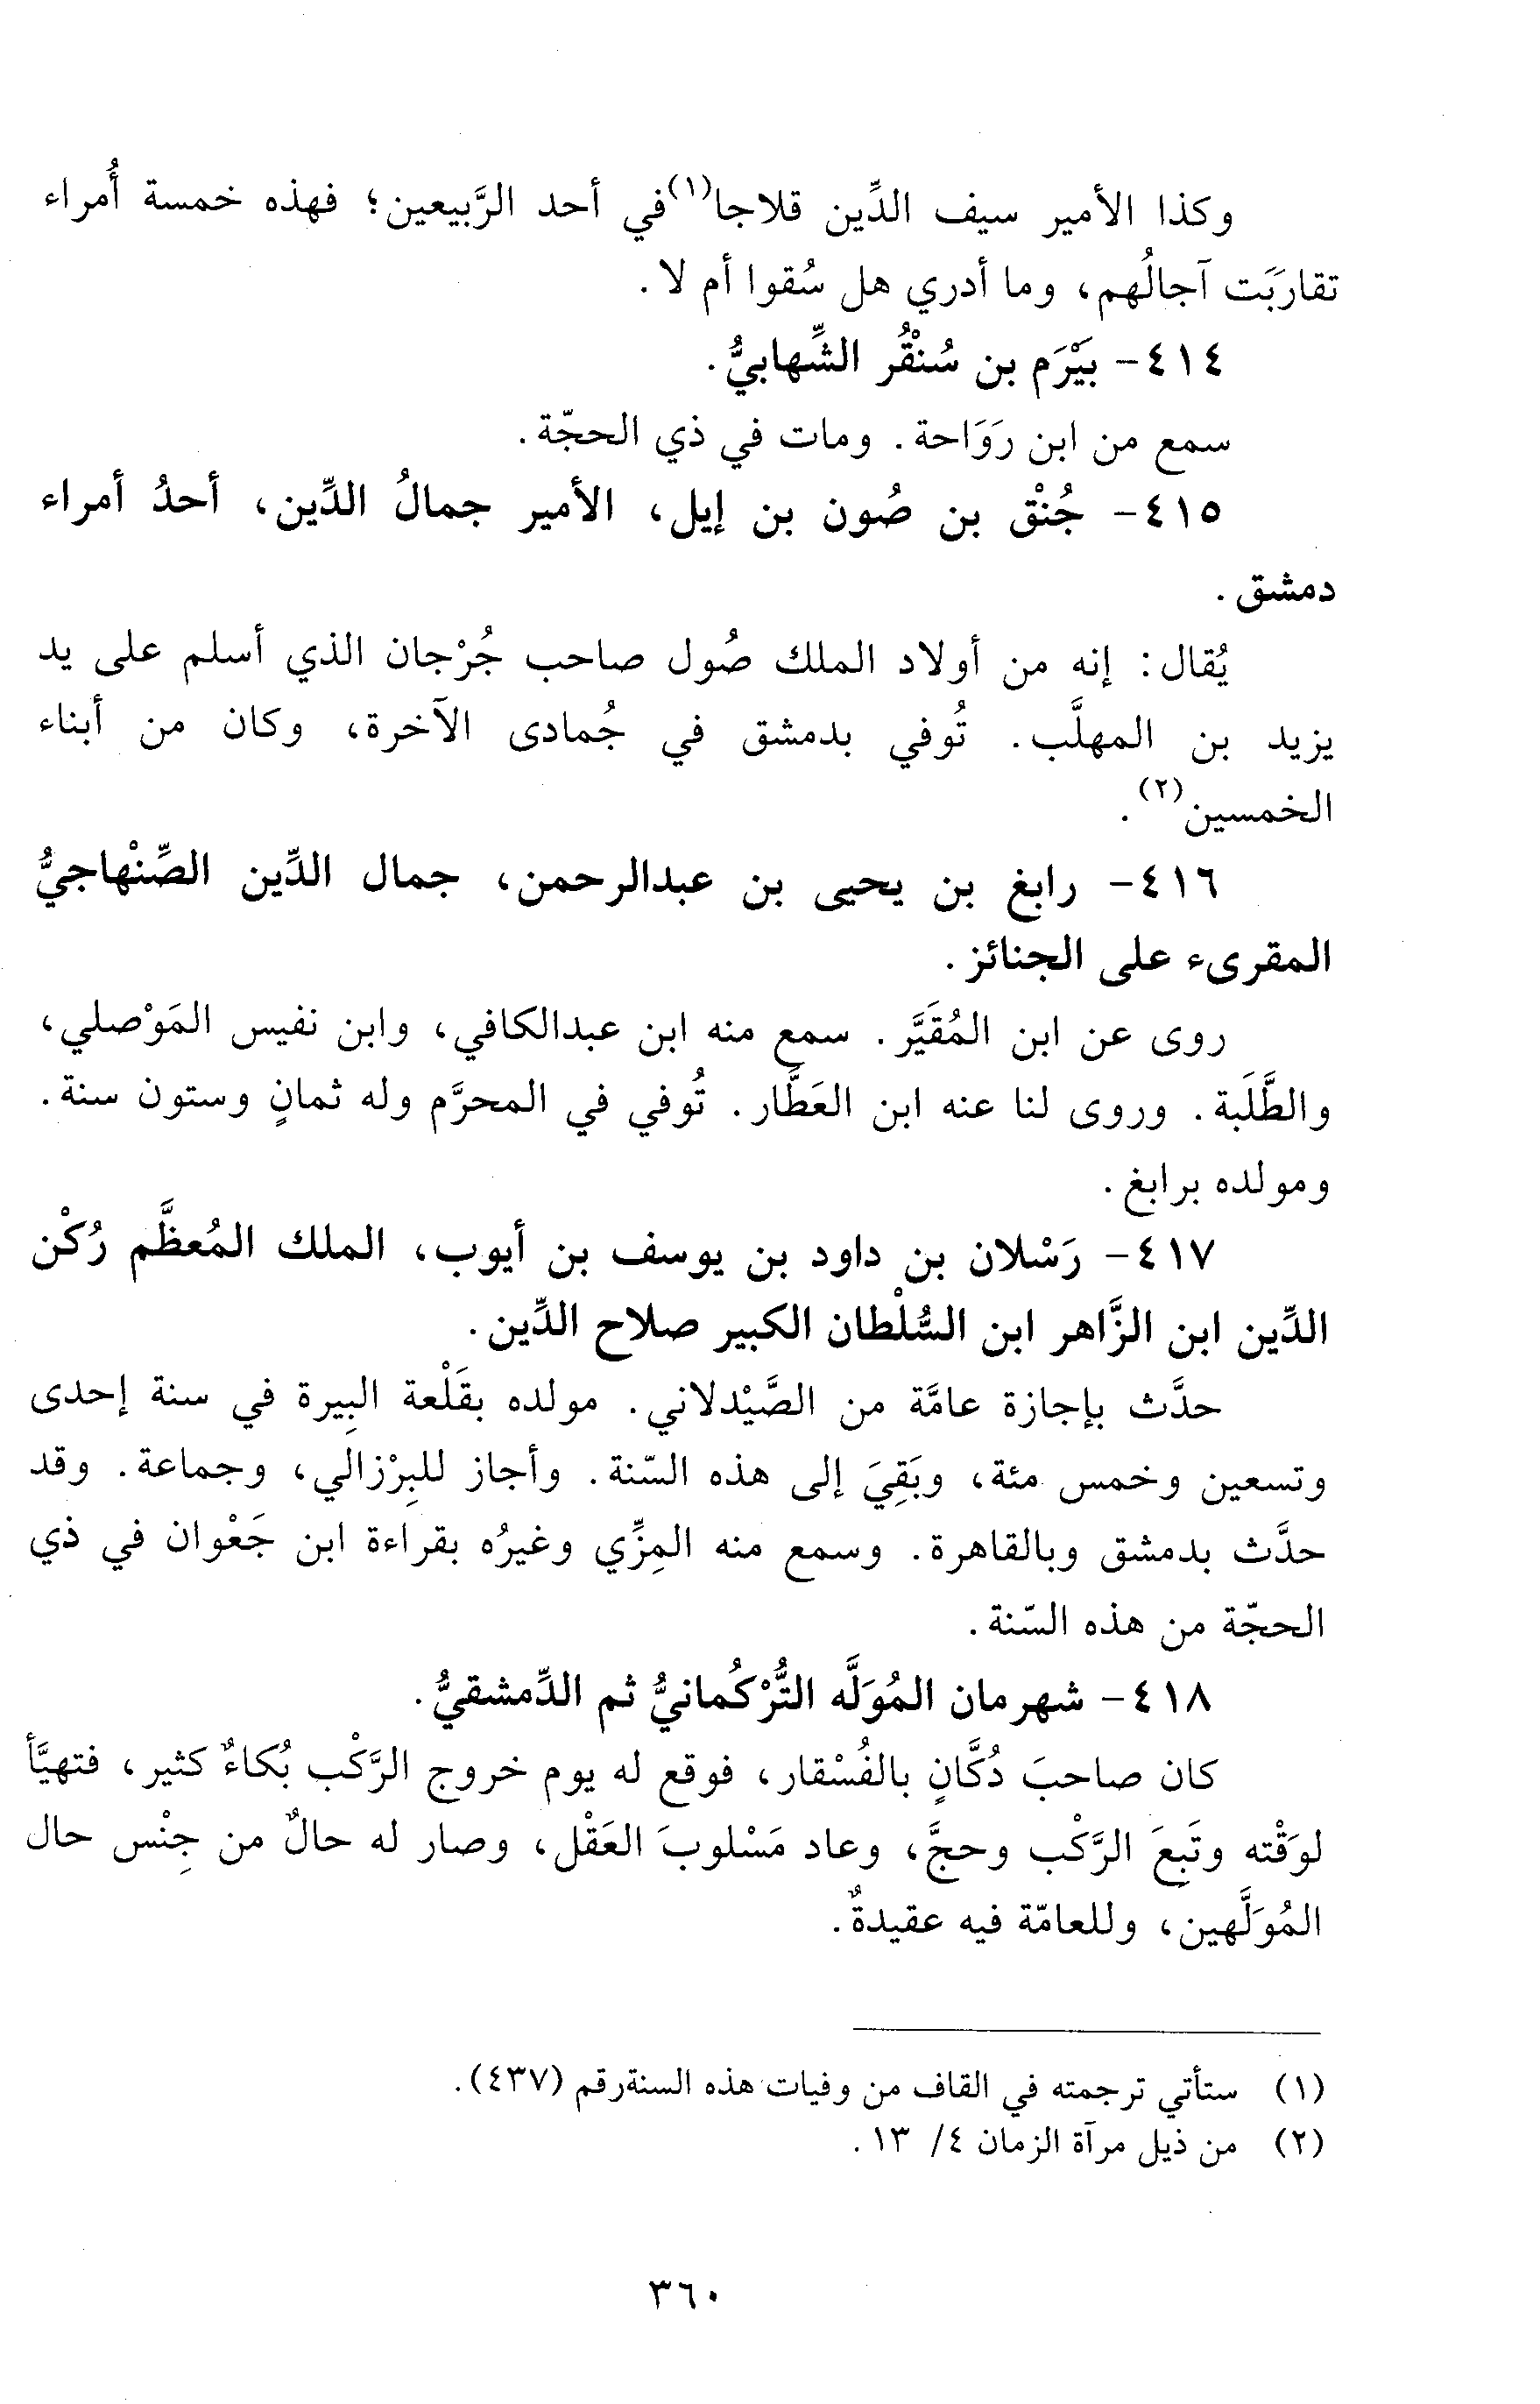 وكذا الأمير سيف الدِّين قلاجا(١) في أحد الرَّبيعين؛ فهذه خمسة أُمراء
تقارَبَت آجالُهم، وما أدري هل سُقوا أم لا.
٤١٤- بَيْرَم بن سُنْقُر الشِّهابيُّ.
سمع من ابن رَوَاحة. ومات في ذي الحجّة.
٤١٥- جُنْق بن صُون بن إيل، الأمير جمالُ الدِّين، أحدُ أمراء
دمشق.
يُقال: إنه من أولاد الملك صُول صاحب جُرْجان الذي أسلم على يد
يزيد بن المهلَّب. تُوفي بدمشق في جُمادى الآخرة، وكان من أبناء
الخمسين(٢).
٤١٦- رابغ بن يحيى بن عبدالرحمن، جمال الدِّين الصِّنْهاجيُّ
المقرىء على الجنائز.
روى عن ابن المُقَيَّر. سمع منه ابن عبدالكافي، وابن نفيس المَوْصلي،
والطَّلَبة. وروى لنا عنه ابن العَطَّار. تُوفي في المحرَّم وله ثمانٍ وستون سنة.
ومولده برابغ.
٤١٧- رَسْلان بن داود بن يوسف بن أيوب، الملك المُعظَّم رُكْن
الدِّين ابن الزَّاهر ابن السُّلْطان الكبير صلاح الدِّين.
حدَّث بإجازة عامَّة من الصَّيْدلاني. مولده بقَلْعة البِيرة في سنة إحدى
وتسعين وخمس مئة، وبَقِيَ إلى هذه السّنة. وأجاز للبِرْزالي، وجماعة. وقد
حدَّث بدمشق وبالقاهرة. وسمع منه المِزِّي وغيرُه بقراءة ابن جَعْوان في ذي
الحجّة من هذه السّنة.
٤١٨- شهرمان المُوَلَّه التُّرْكُمانيُّ ثم الدِّمشقيُّ.
كان صاحبَ دُكَّانٍ بالفُسْقار، فوقع له يوم خروج الرَّكْب بُكاءٌ كثير، فتهيَّأ
لوَقْته وتَبِعَ الرَّكْب وحجَّ، وعاد مَسْلوبَ العَقْل، وصار له حالٌ من جِنْس حال
المُوَلَّهين، وللعامّة فيه عقيدةٌ.
(١) ستأتي ترجمته في القاف من وفيات هذه السنةرقم (٤٣٧).
(٢) من ذيل مرآة الزمان ٤/ ١٣.
٣٦٠